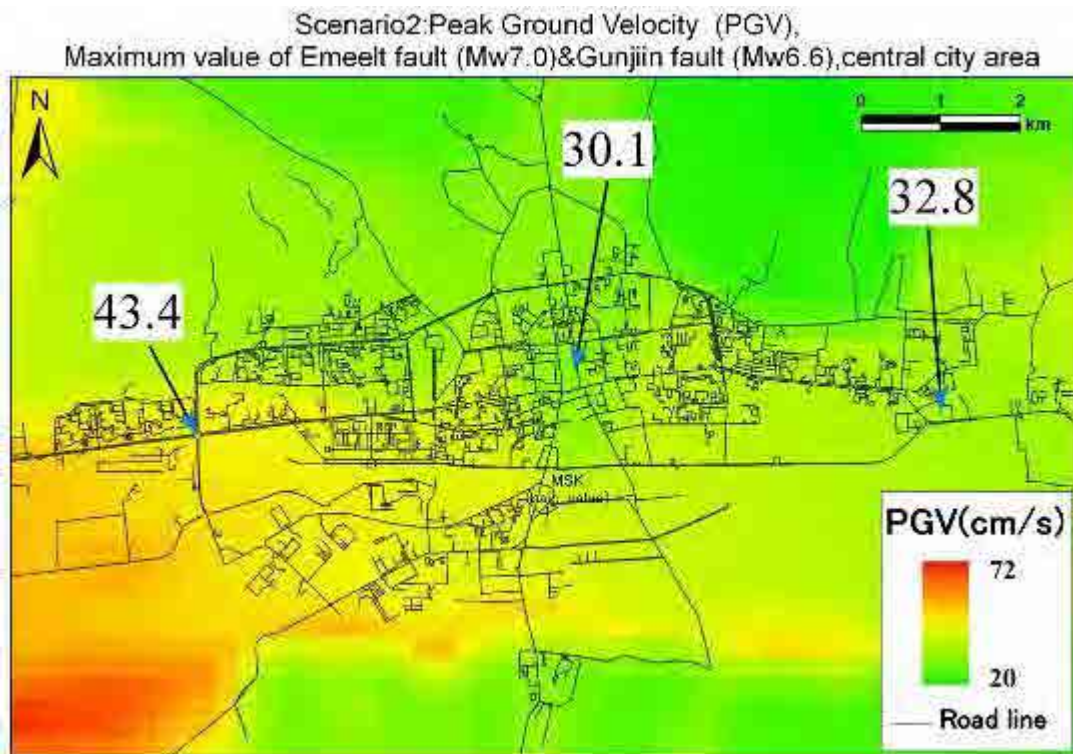 Scenario2:Peak Ground Velocity (PGV),
Maximum value of Emeelt fault (Mw7.0)&Gunjiin fault (Mw6.6),central city area
N
0 1 2
km
30.1
32.8
43.4
MSK
PGV(cm/s)
72
20
Road line